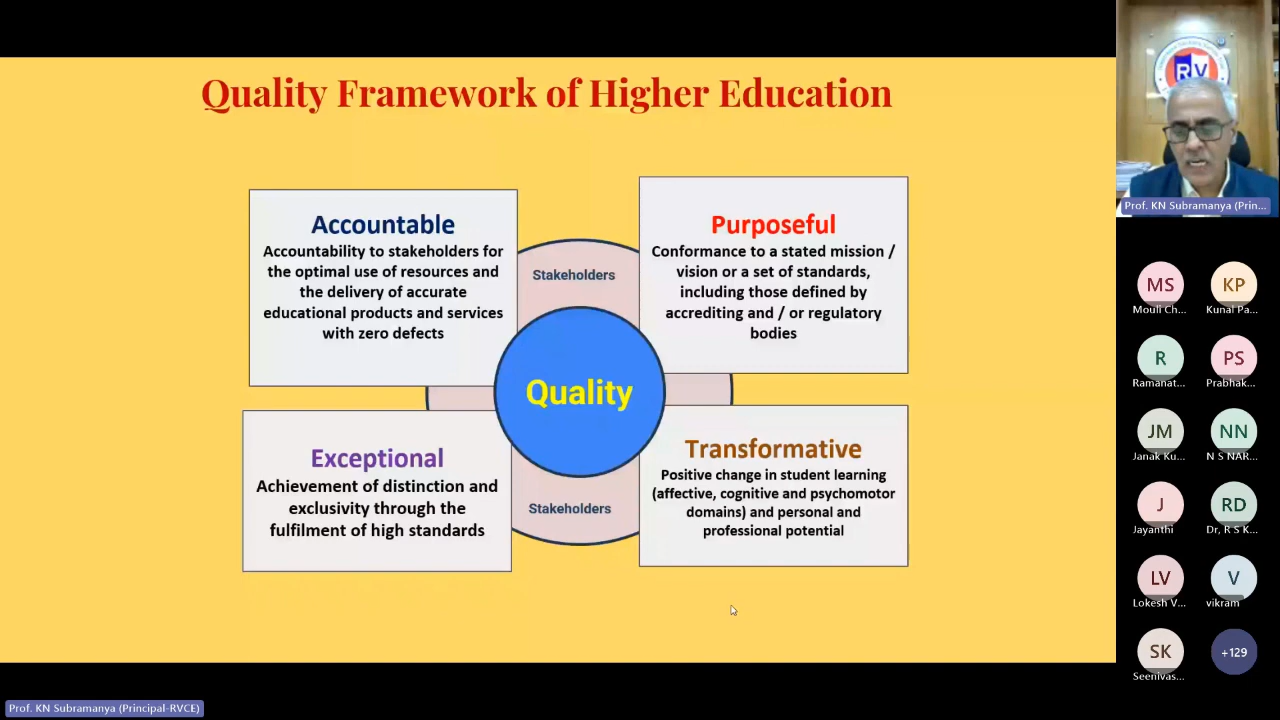 Quality Framework of Higher Education
Accountable
Accountability to stakeholders for
the optimal use of resources and
the delivery of accurate
educational products and services
with zero defects
Purposeful
Conformance to a stated mission /
vision or a set of standards,
including those defined by
accrediting and / or regulatory
bodies
Stakeholders
Quality
Exceptional
Achievement of distinction and
exclusivity through the
fulfilment of high standards
Transformative
Positive change in student learning
(affective, cognitive and psychomotor
domains) and personal and
professional potential
Stakeholders
RV
Prof. KN Subramanya (Prin...
MS
Mouli Ch...
KP
Kunal Pa...
R
Ramanat...
PS
Prabhak...
JM
Janak Ku...
NN
N S NAR...
J
Jayanthi
RD
Dr, R S K...
LV
Lokesh V...
V
vikram
SK
Seenivas...
+129
Prof. KN Subramanya (Principal-RVCE)